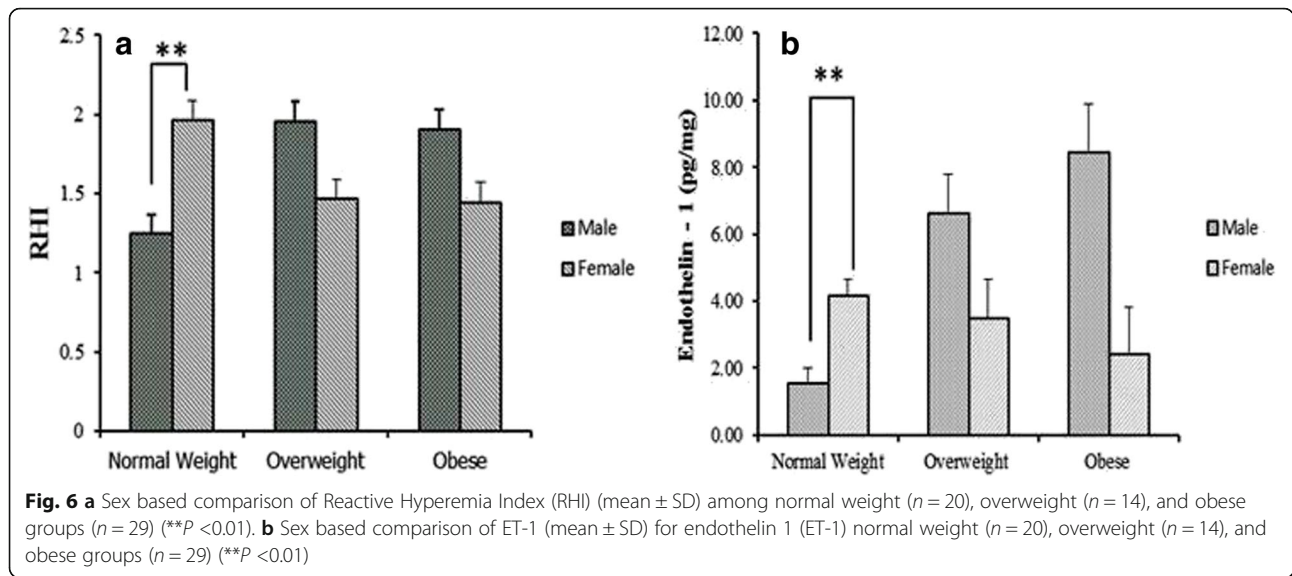 a
2.5
2
1.5
1
0.5
0
RHI
**
Normal Weight Overweight Obese
Male
Female
b
12.00
10.00
8.00
6.00
4.00
2.00
0.00
Endothelin - 1 (pg/mg)
**
Normal Weight Overweight Obese
Male
Female
Fig. 6 a Sex based comparison of Reactive Hyperemia Index (RHI) (mean ± SD) among normal weight (n = 20), overweight (n = 14), and obese
groups (n = 29) (**P <0.01). b Sex based comparison of ET-1 (mean ± SD) for endothelin 1 (ET-1) normal weight (n = 20), overweight (n = 14), and
obese groups (n = 29) (**P <0.01)